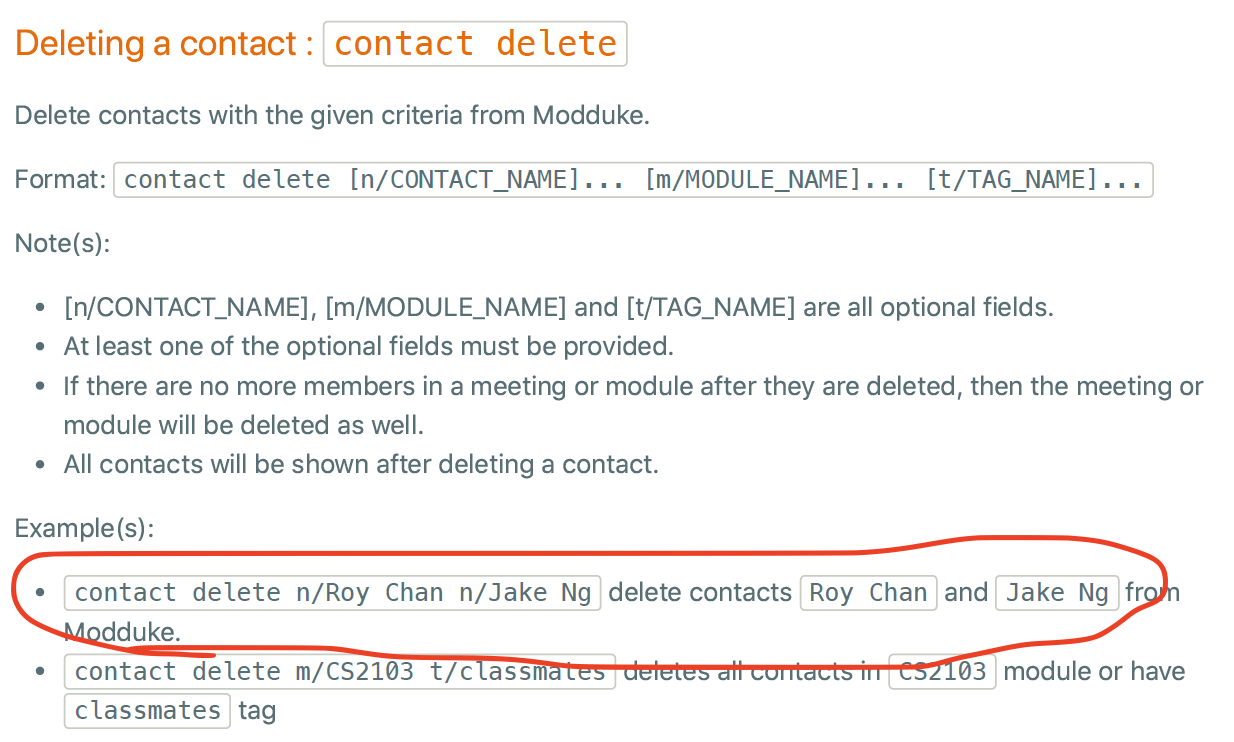 Deleting a contact : contact delete
Delete contacts with the given criteria from Modduke.
Format: contact delete [n/CONTACT_NAME]... [m/MODULE_NAME]... [t/TAG_NAME]...
Note(s):
• [n/CONTACT_NAME], [m/MODULE_NAME] and [t/TAG_NAME] are all optional fields.
• At least one of the optional fields must be provided.
• If there are no more members in a meeting or module after they are deleted, then the meeting or
module will be deleted as well.
• All contacts will be shown after deleting a contact.
Example(s):
• contact delete n/Roy Chan n/Jake Ng delete contacts Roy Chan and Jake Ng from
Modduke.
• contact delete m/CS2103 t/classmates deletes all contacts in CS2103 module or have
classmates tag